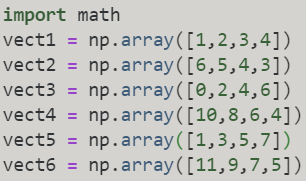 import math
vect1 = np.array([1,2,3,4])
vect2 = np.array([6,5,4,3])
vect3 = np.array([0,2,4,6])
vect4 = np.array([10,8,6,4])
vect5 = np.array([1,3,5,7])
vect6 = np.array([11,9,7,5])